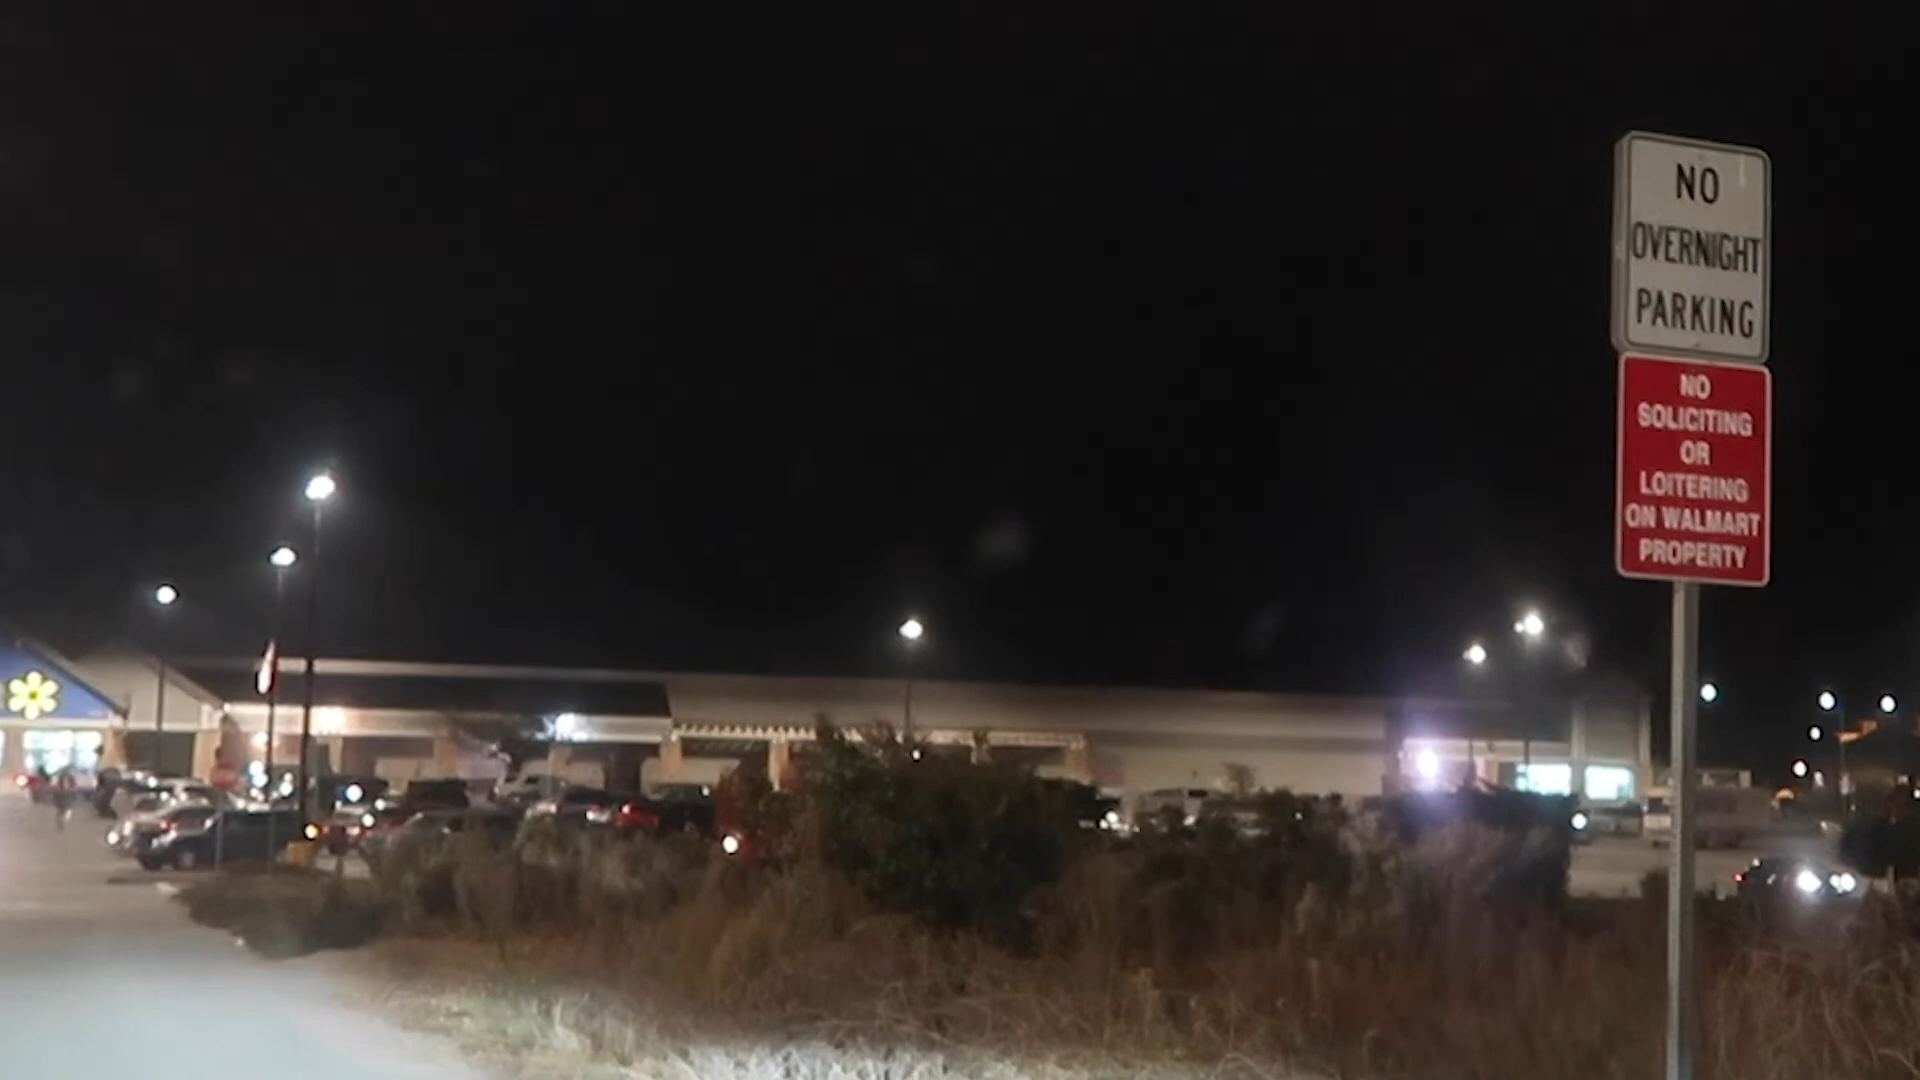 NO
OVERNIGHT
PARKING
NO
SOLICITING
OR
LOITERING
ON WALMART
PROPERTY